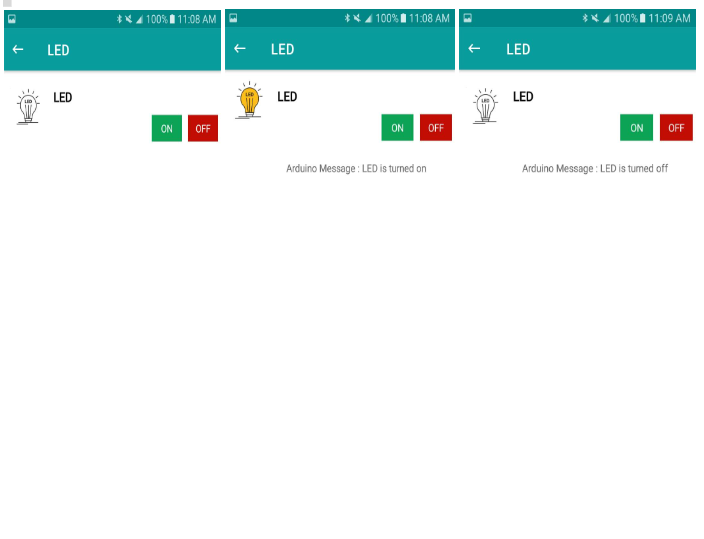 100% 11:08 AM
LED
LED
LED
ON OFF
100% 11:08 AM
LED
LED
LED
ON OFF
Arduino Message : LED is turned on
100% 11:09 AM
LED
LED
LED
ON OFF
Arduino Message : LED is turned off